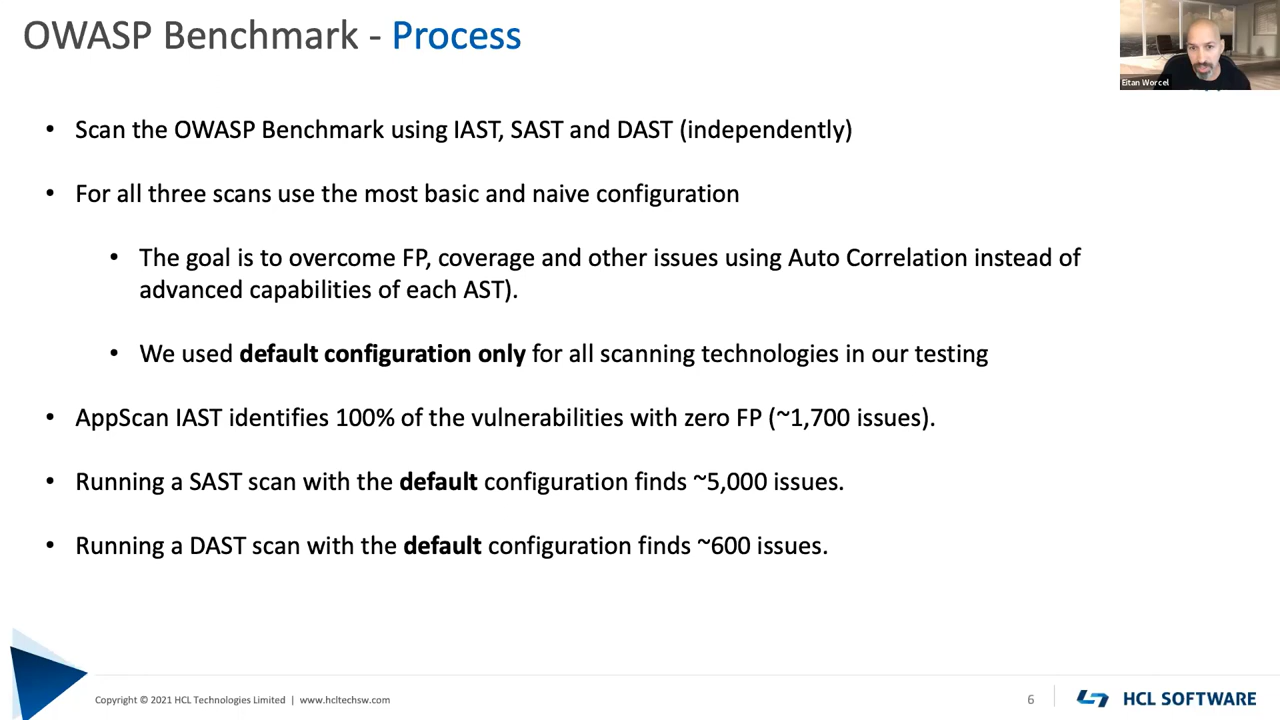 OWASP Benchmark - Process
Eitan Worcel
• Scan the OWASP Benchmark using IAST, SAST and DAST (independently)
• For all three scans use the most basic and naive configuration
• The goal is to overcome FP, coverage and other issues using Auto Correlation instead of
advanced capabilities of each AST).
• We used default configuration only for all scanning technologies in our testing
• AppScan IAST identifies 100% of the vulnerabilities with zero FP (~1,700 issues).
• Running a SAST scan with the default configuration finds ~5,000 issues.
• Running a DAST scan with the default configuration finds ~600 issues.
Copyright © 2021 HCL Technologies Limited | www.hcltechsw.com
6
HCL SOFTWARE